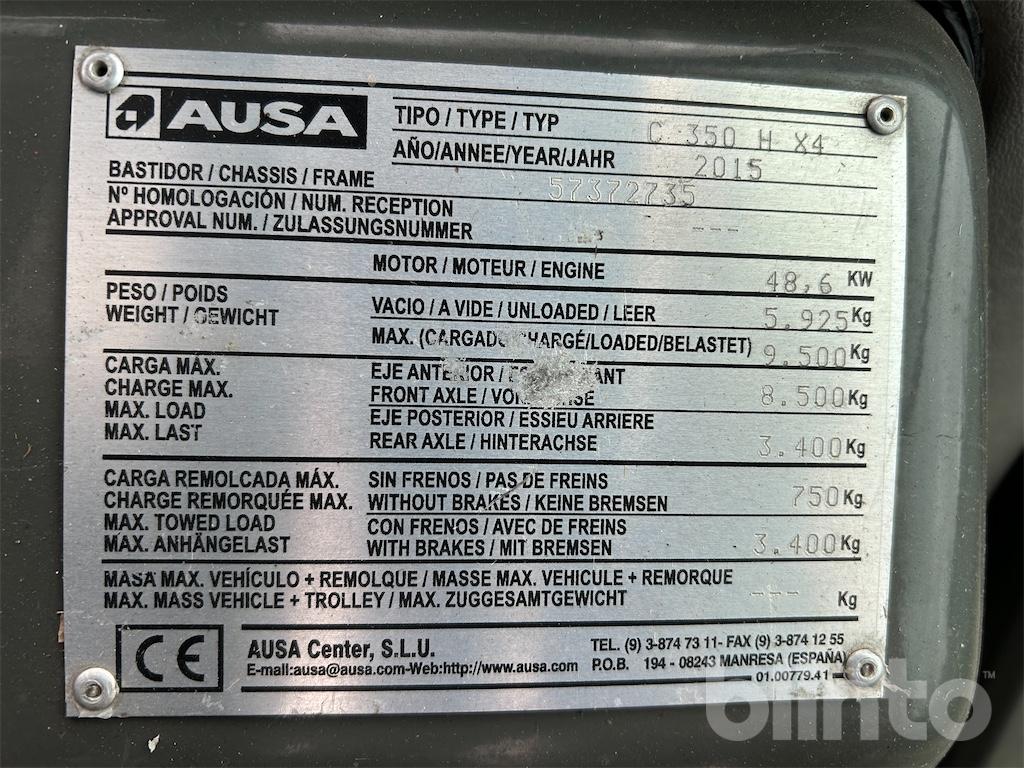 AUSA
TIPO / TYPE / TYP C 350 H X4
AÑO/ANNEE/YEAR/JAHR 2015
BASTIDOR / CHASSIS / FRAME 57372735
Nº HOMOLOGACIÓN / NUM. RECEPTION
APPROVAL NUM. / ZULASSUNGSNUMMER ---
MOTOR / MOTEUR / ENGINE 48,6 KW
PESO / POIDS
WEIGHT / GEWICHT
VACIO / A VIDE / UNLOADED / LEER 5.925 Kg
MAX. (CARGADO/CHARGÉ/LOADED/BELASTET) 9.500 Kg
CARGA MÁX.
CHARGE MAX.
MAX. LOAD
MAX. LAST
EJE ANTERIOR /
FRONT AXLE / 8.500 Kg
EJE POSTERIOR / ESSIEU ARRIERE
REAR AXLE / HINTERACHSE 3.400 Kg
CARGA REMOLCADA MÁX.
CHARGE REMORQUÉE MAX.
MAX. TOWED LOAD
MAX. ANHÄNGELAST
SIN FRENOS / PAS DE FREINS
WITHOUT BRAKES / KEINE BREMSEN 750 Kg
CON FRENOS / AVEC DE FREINS
WITH BRAKES / MIT BREMSEN 3.400 Kg
MASA MAX. VEHÍCULO + REMOLQUE / MASSE MAX. VEHICULE + REMORQUE
MAX. MASS VEHICLE + TROLLEY / MAX. ZUGGESAMTGEWICHT --- Kg
CE
AUSA Center, S.L.U.
E-mail:ausa@ausa.com-Web:http://www.ausa.com
TEL. (9) 3-874 73 11- FAX (9) 3-874 12 55
P.O.B. 194 - 08243 MANRESA (ESPAÑA)
01.00779.41
blinto™